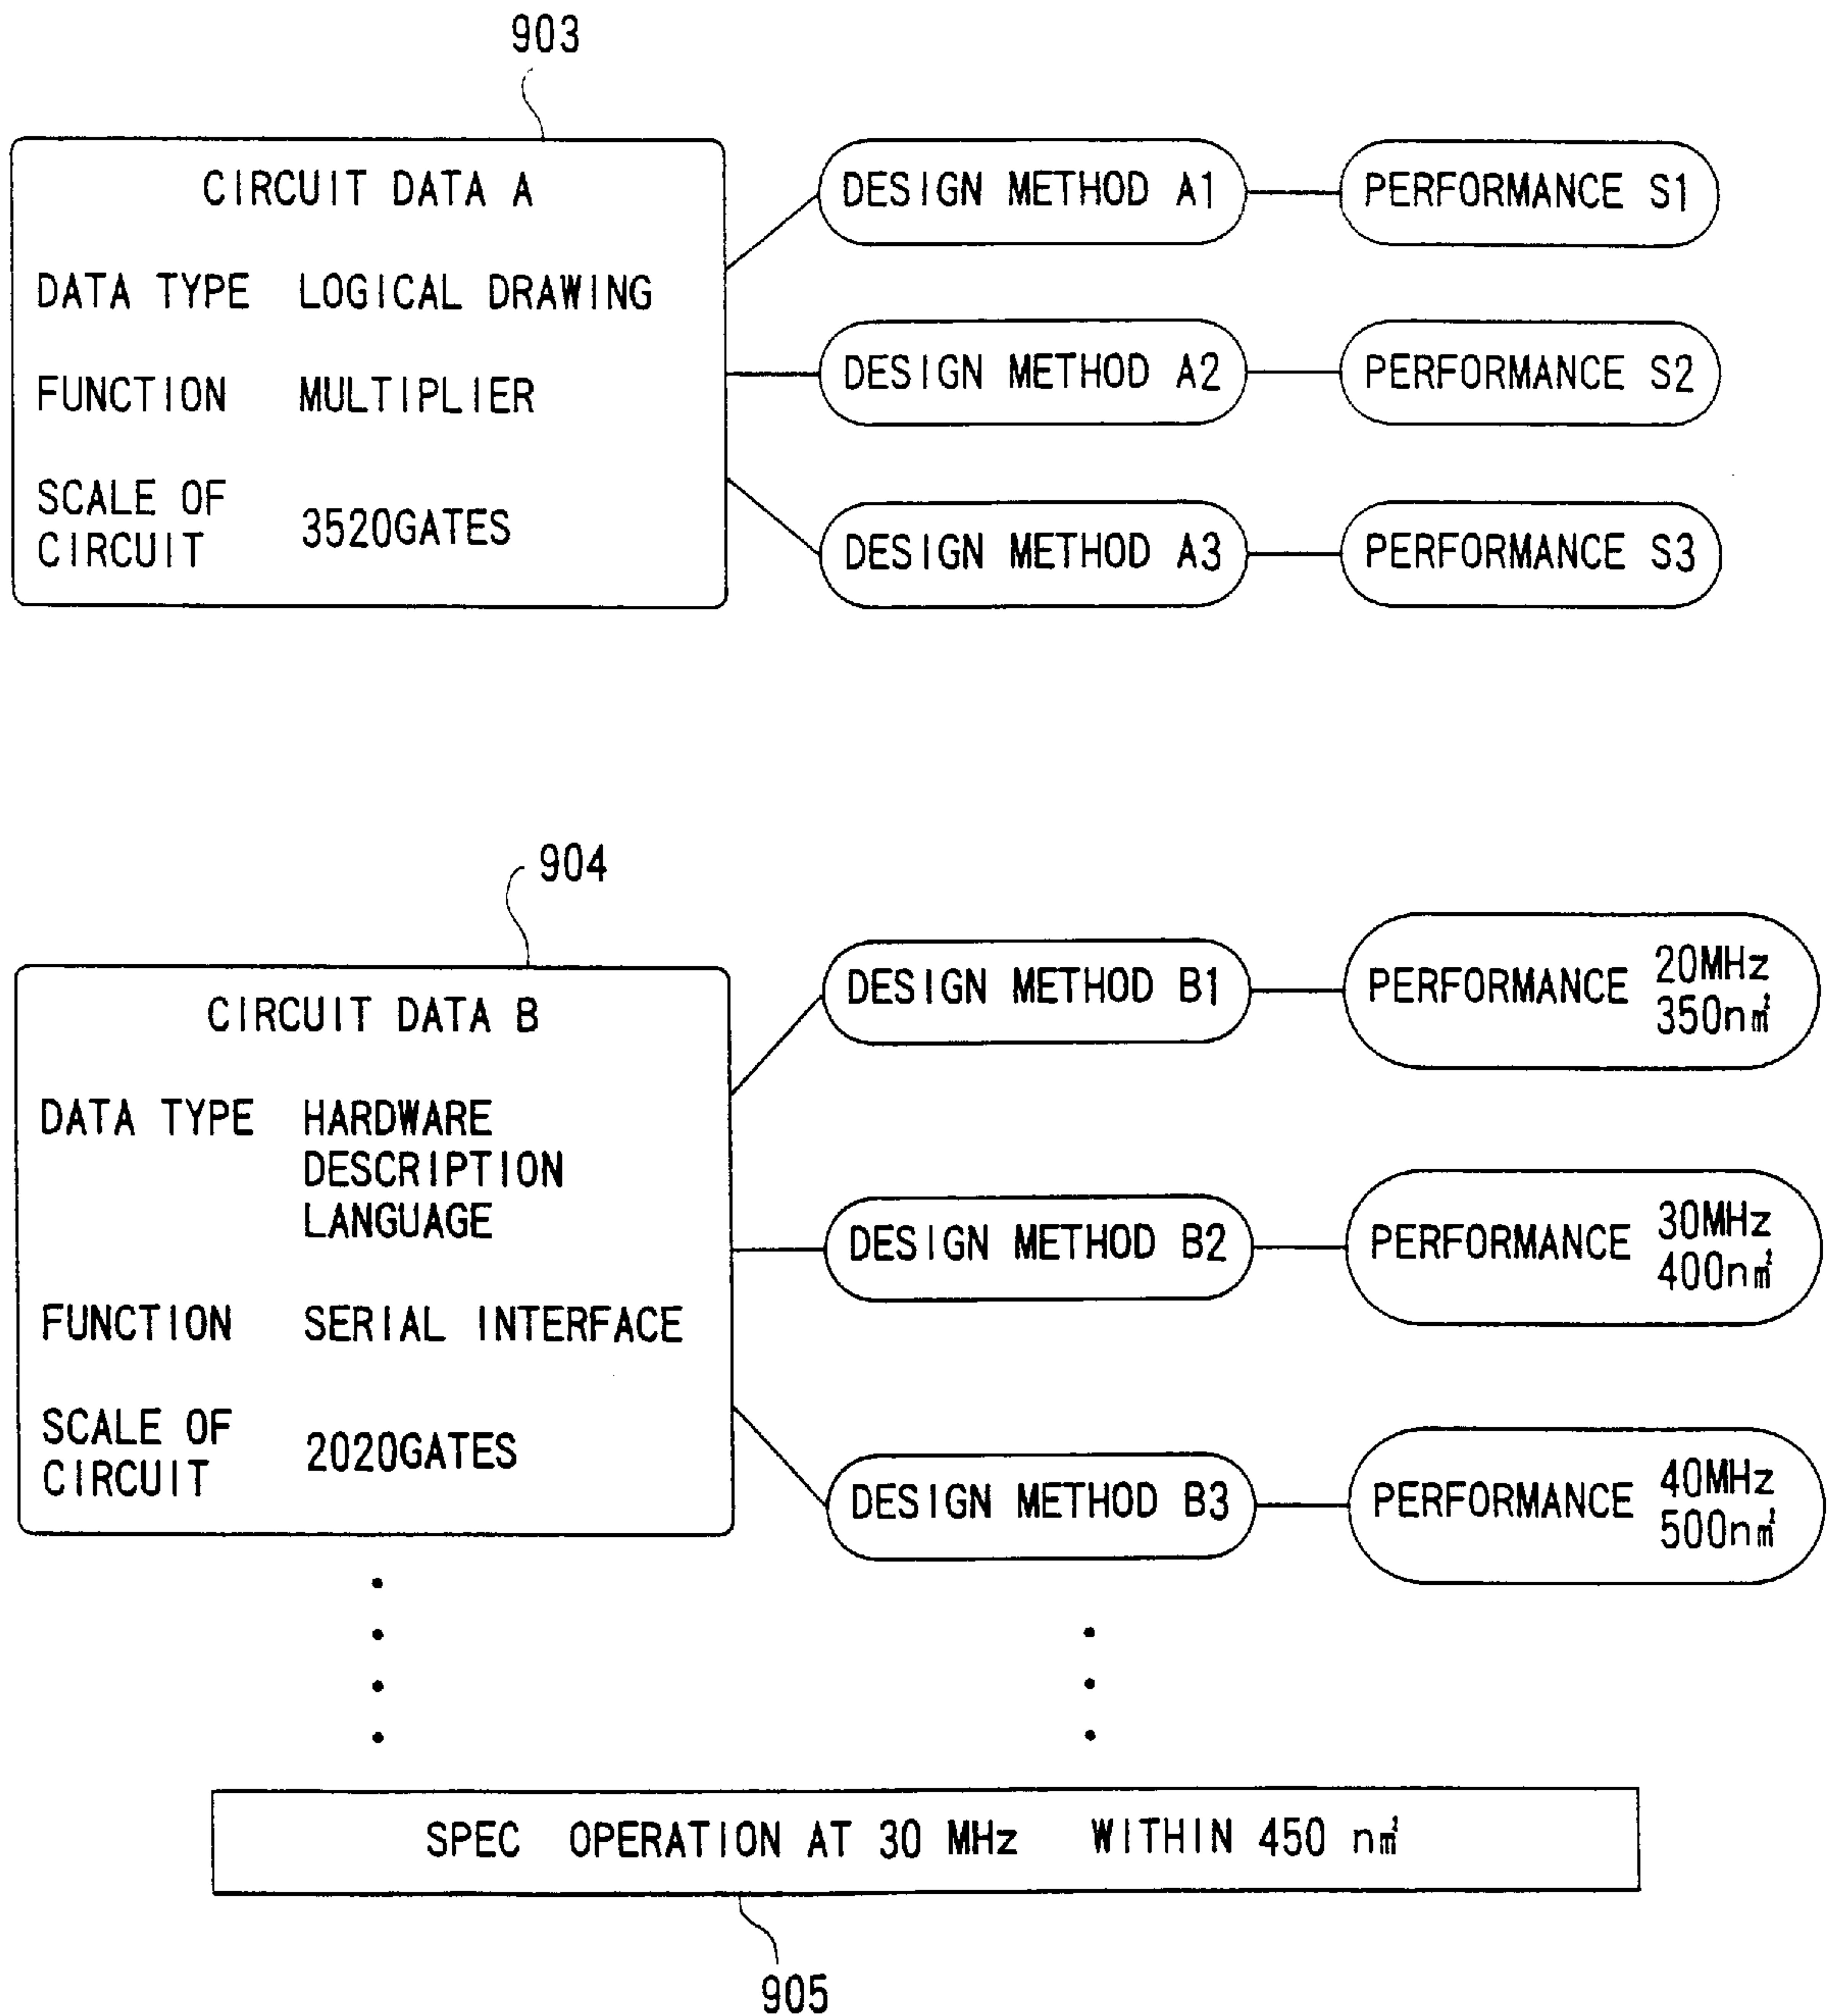 903
CIRCUIT DATA A
DATA TYPE LOGICAL DRAWING
FUNCTION MULTIPLIER
SCALE OF
CIRCUIT 3520GATES
DESIGN METHOD A1
PERFORMANCE S1
DESIGN METHOD A2
PERFORMANCE S2
DESIGN METHOD A3
PERFORMANCE S3
904
CIRCUIT DATA B
DATA TYPE HARDWARE
DESCRIPTION
LANGUAGE
FUNCTION SERIAL INTERFACE
SCALE OF
CIRCUIT 2020GATES
DESIGN METHOD B1
PERFORMANCE 20MHz
350n㎡
DESIGN METHOD B2
PERFORMANCE 30MHz
400n㎡
DESIGN METHOD B3
PERFORMANCE 40MHz
500n㎡
SPEC OPERATION AT 30 MHz WITHIN 450 n㎡
905